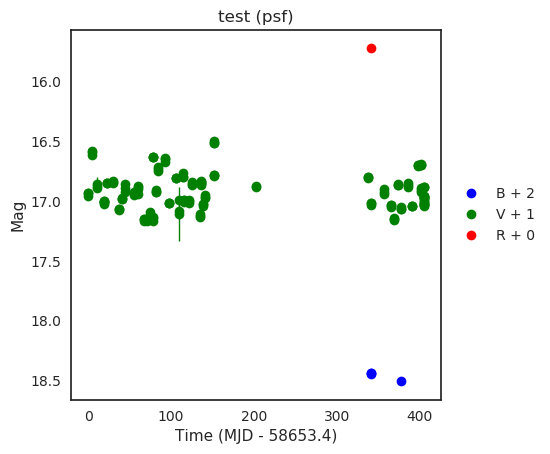 test (psf)
16.0
16.5
17.0
17.5
18.0
18.5
Mag
0
100
200
300
400
Time (MJD - 58653.4)
B + 2
V + 1
R + 0